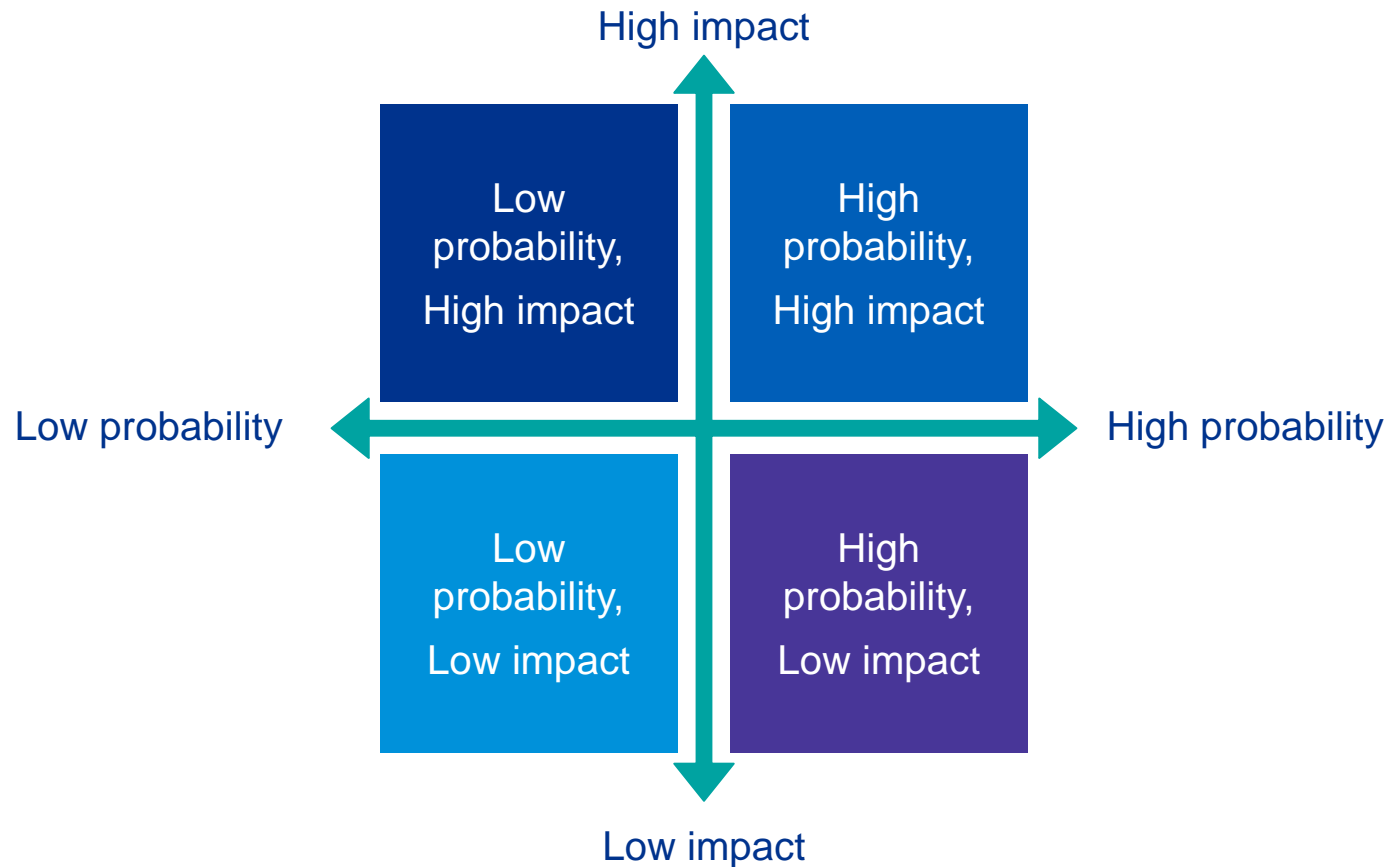 High impact
Low
probability,
High impact
High
probability,
High impact
Low probability
High probability
Low
probability,
Low impact
High
probability,
Low impact
Low impact